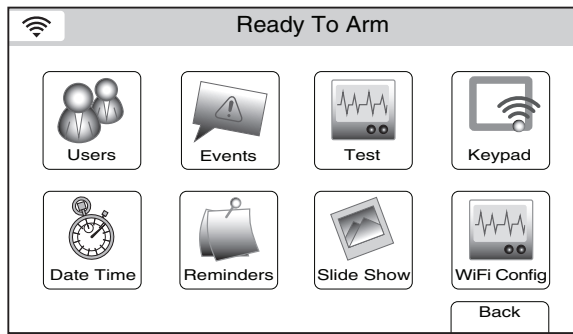 Ready To Arm
Users Events Test Keypad
Date Time Reminders Slide Show WiFi Config
Back